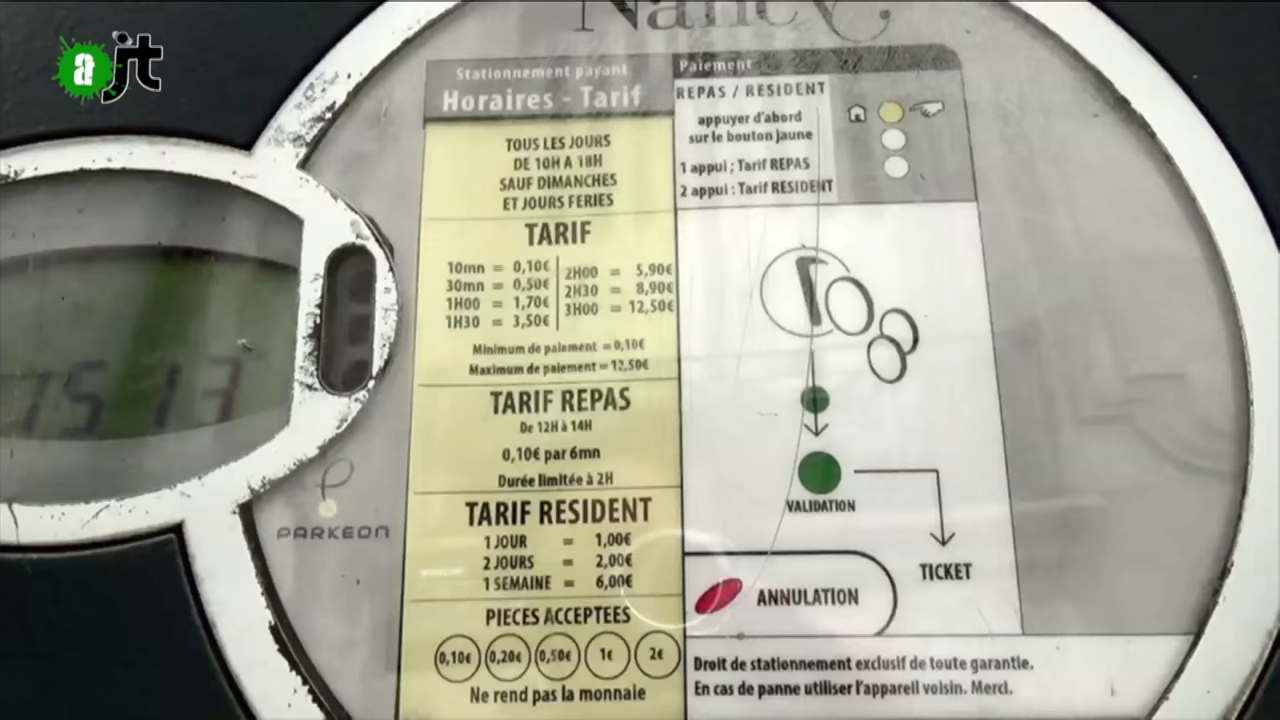 ajt
Nancy
Stationnement payant
Horaires - Tarif
TOUS LES JOURS
DE 10H A 18H
SAUF DIMANCHES
ET JOURS FERIES
TARIF
10mn = 0,10€
30mn = 0,50€
1H00 = 1,70€
1H30 = 3,50€
2H00 = 5,90€
2H30 = 8,90€
3H00 = 12,50€
Minimum de paiement =0,10€
Maximum de paiement =12,50€
TARIF REPAS
De 12H à 14H
0,10€ par 6mn
Durée limitée à 2H
TARIF RESIDENT
1 JOUR = 1,00€
2 JOURS = 2,00€
1 SEMAINE = 6,00€
PIECES ACCEPTEES
0,10€ 0,20€ 0,50€ 1€ 2€
Ne rend pas la monnaie
Paiement
REPAS / RESIDENT
appuyer d'abord
sur le bouton jaune
1 appui : Tarif REPAS
2 appui : Tarif RESIDENT
VALIDATION
TICKET
ANNULATION
Droit de stationnement exclusif de toute garantie.
En cas de panne utiliser l'appareil voisin. Merci.
1513
PARKEON